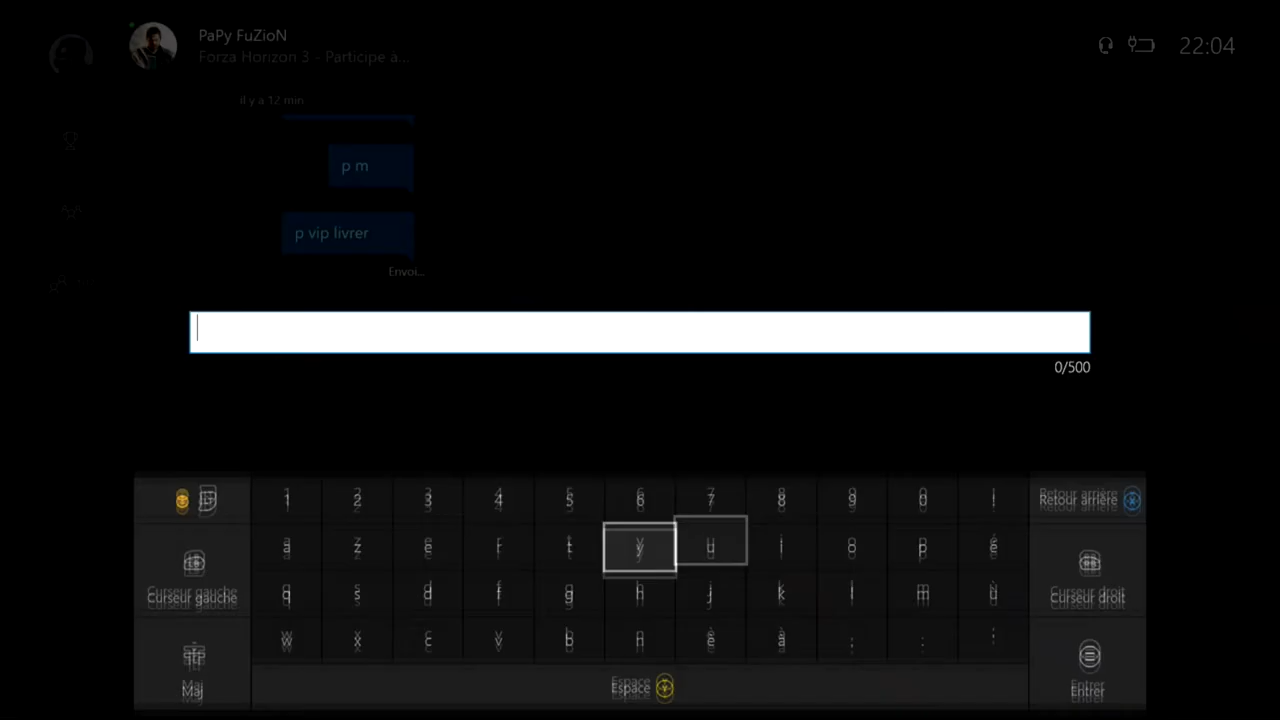 PaPy FuZioN
Forza Horizon 3 - Participe à...
22:04
il y a 12 min
p m
p vip livrer
Envoi...
0/500
1 2 3 4 5 6 7 8 9 0 ! Retour arrière
a z e r t y u i o p é
Curseur gauche q s d f g h j k l m ù Curseur droit
w x c v b n è à
Maj Espace Entrer